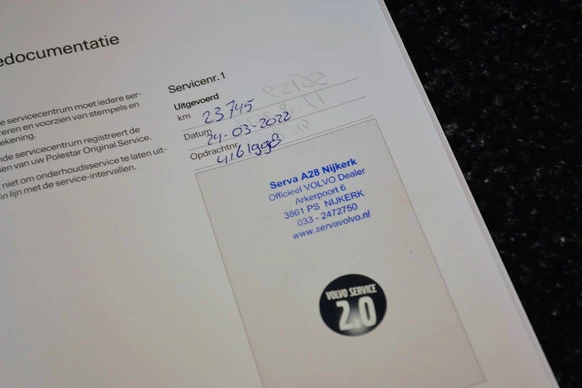 edocumentatie
e servicecentrum moet iedere ser-
reren en voorzien van stempels en
ekening.
nde servicecentrum registreert de
ien van uw Polestar Original Service.
niet om onderhoudsservice te laten uit-
in lijn met de service-intervallen.
Servicenr. 1
Uitgevoerd
km 23745
Datum 24-03-2022
Opdrachtnr.
Serva A28 Nijkerk
Officieel VOLVO Dealer
Arkerpoort 6
3861 PS NIJKERK
033 - 2472750
www.servavolvo.nl
VOLVO SERVICE
2.0